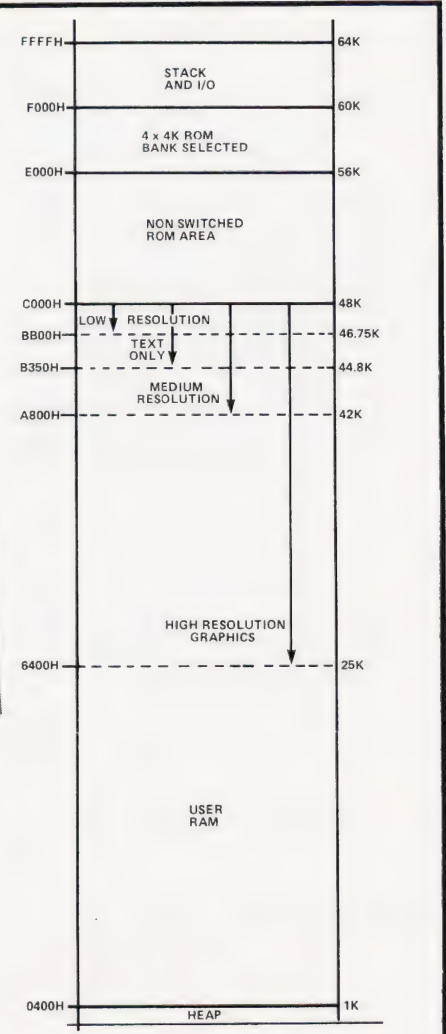 FFFFH 64K
STACK
AND I/O
F000H 60K
4 x 4K ROM
BANK SELECTED
E000H 56K
NON SWITCHED
ROM AREA
C000H 48K
LOW RESOLUTION
BB00H 46.75K
TEXT
ONLY
B350H 44.8K
MEDIUM
RESOLUTION
A800H 42K
HIGH RESOLUTION
GRAPHICS
6400H 25K
USER
RAM
0400H 1K
HEAP